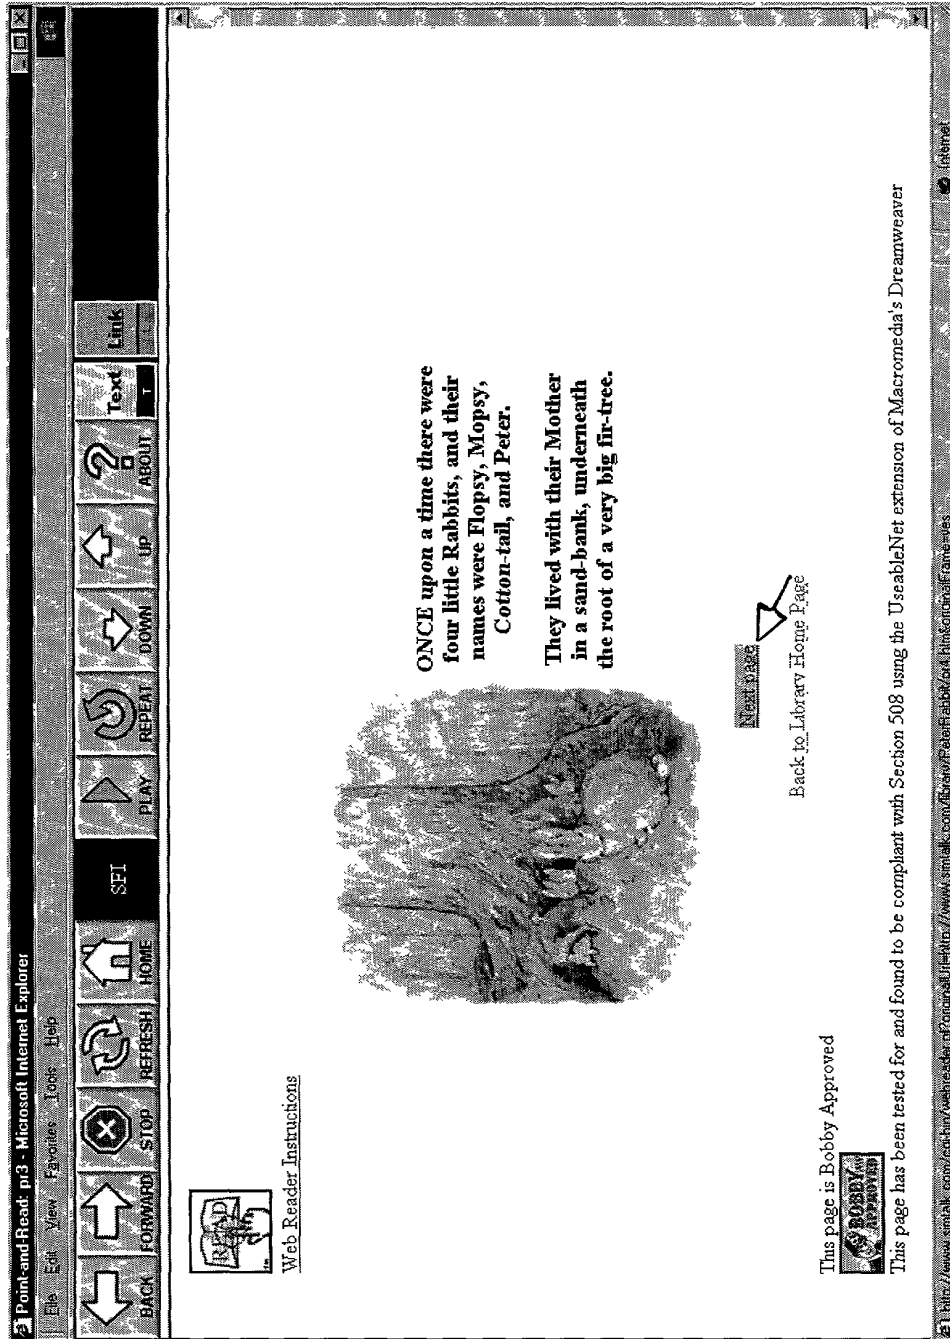 Point-and-Read: pr3 - Microsoft Internet Explorer
File Edit View Favorites Tools Help
BACK FORWARD STOP REFRESH HOME SFI PLAY REPEAT DOWN UP ABOUT Text Link
T
READ
Web Reader Instructions
ONCE upon a time there were
four little Rabbits, and their
names were Flopsy, Mopsy,
Cotton-tail, and Peter.
They lived with their Mother
in a sand-bank, underneath
the root of a very big fir-tree.
Next page
Back to Library Home Page
This page is Bobby Approved
BOBBY
APPROVED
This page has been tested for and found to be compliant with Section 508 using the UseableNet extension of Macromedia's Dreamweaver
Internet